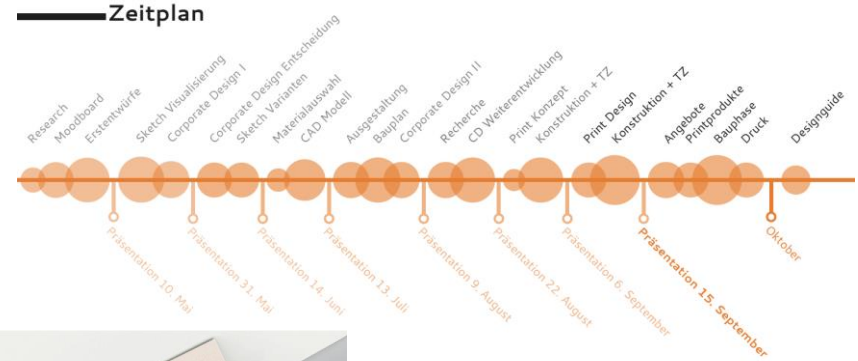 Zeitplan
Research
Moodboard
Erstentwürfe
Sketch Visualisierung
Corporate Design I
Corporate Design Entscheidung
Sketch Varianten
Materialauswahl
CAD Modell
Ausgestaltung
Bauplan
Corporate Design II
Recherche
CD Weiterentwicklung
Print Konzept
Konstruktion + TZ
Print Design
Konstruktion + TZ
Angebote
Printprodukte
Bauphase
Druck
Designguide
Präsentation 10. Mai
Präsentation 31. Mai
Präsentation 14. Juni
Präsentation 13. Juli
Präsentation 9. August
Präsentation 22. August
Präsentation 6. September
Präsentation 15. September
Oktober